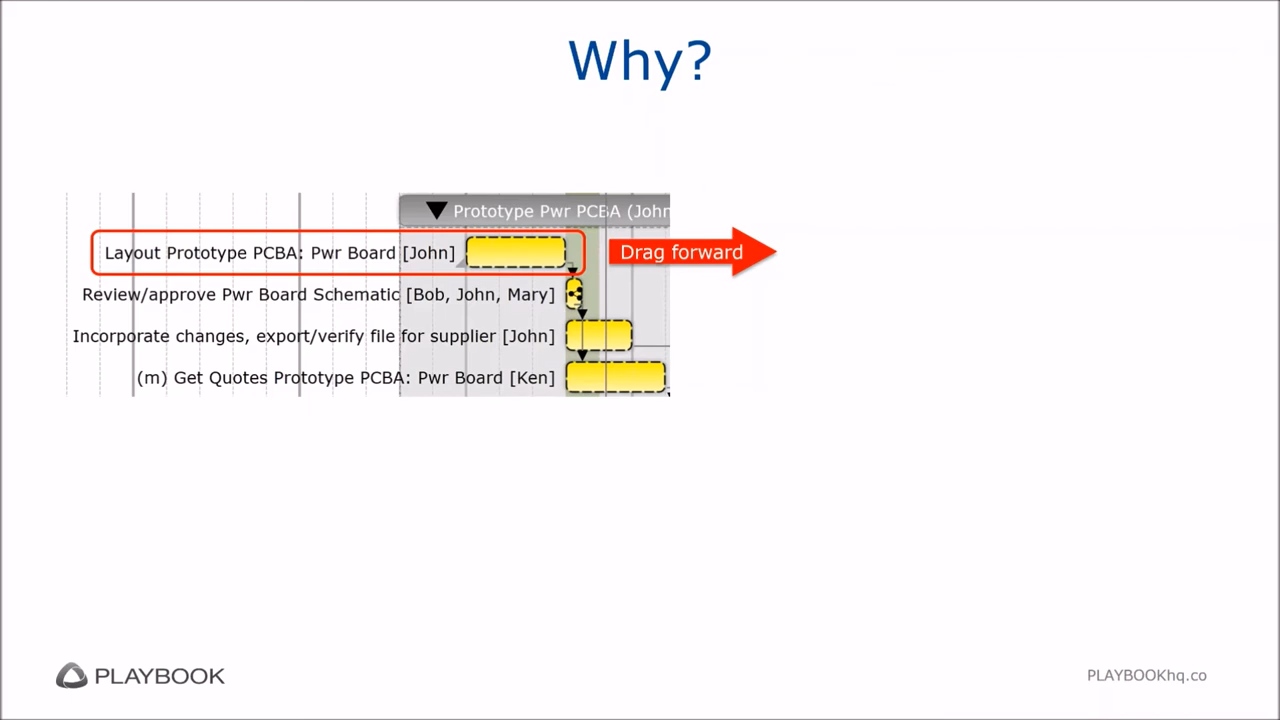 Why?
Prototype Pwr PCBA (John
Layout Prototype PCBA: Pwr Board [John]
Drag forward
Review/approve Pwr Board Schematic [Bob, John, Mary]
Incorporate changes, export/verify file for supplier [John]
(m) Get Quotes Prototype PCBA: Pwr Board [Ken]
PLAYBOOK
PLAYBOOKhq.co